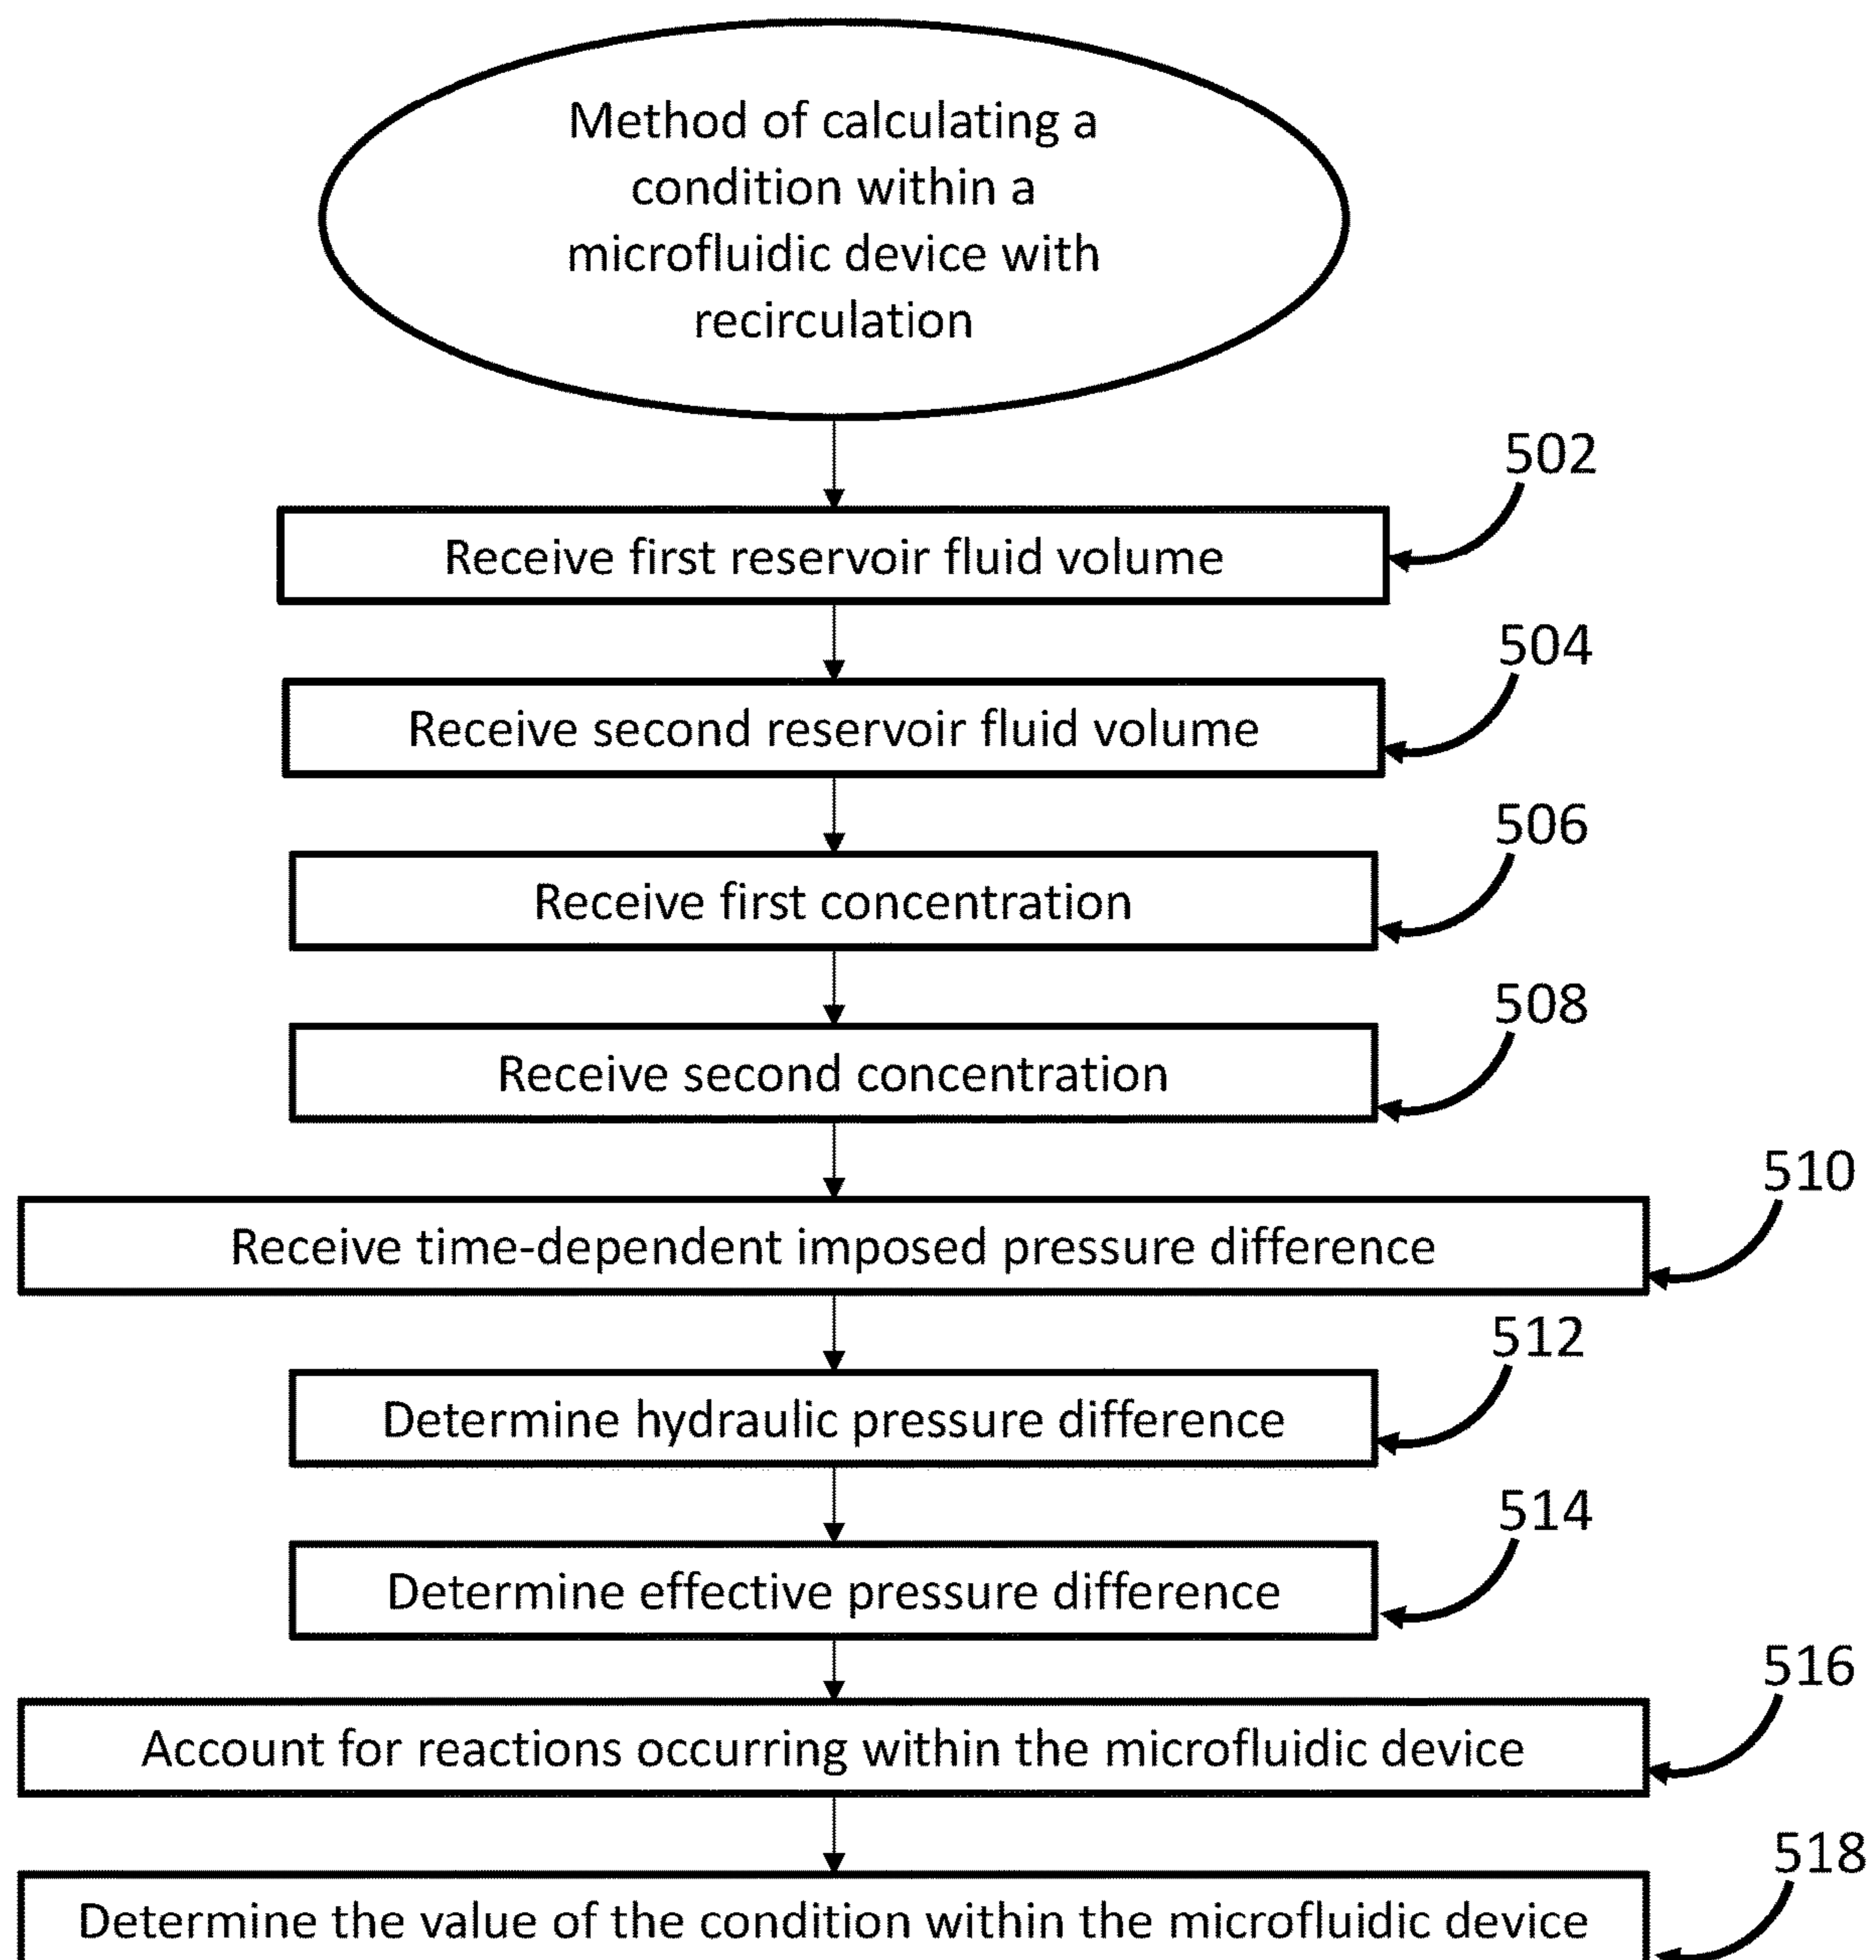 Method of calculating a
condition within a
microfluidic device with
recirculation
502
Receive first reservoir fluid volume
504
Receive second reservoir fluid volume
506
Receive first concentration
508
Receive second concentration
510
Receive time-dependent imposed pressure difference
512
Determine hydraulic pressure difference
514
Determine effective pressure difference
516
Account for reactions occurring within the microfluidic device
518
Determine the value of the condition within the microfluidic device